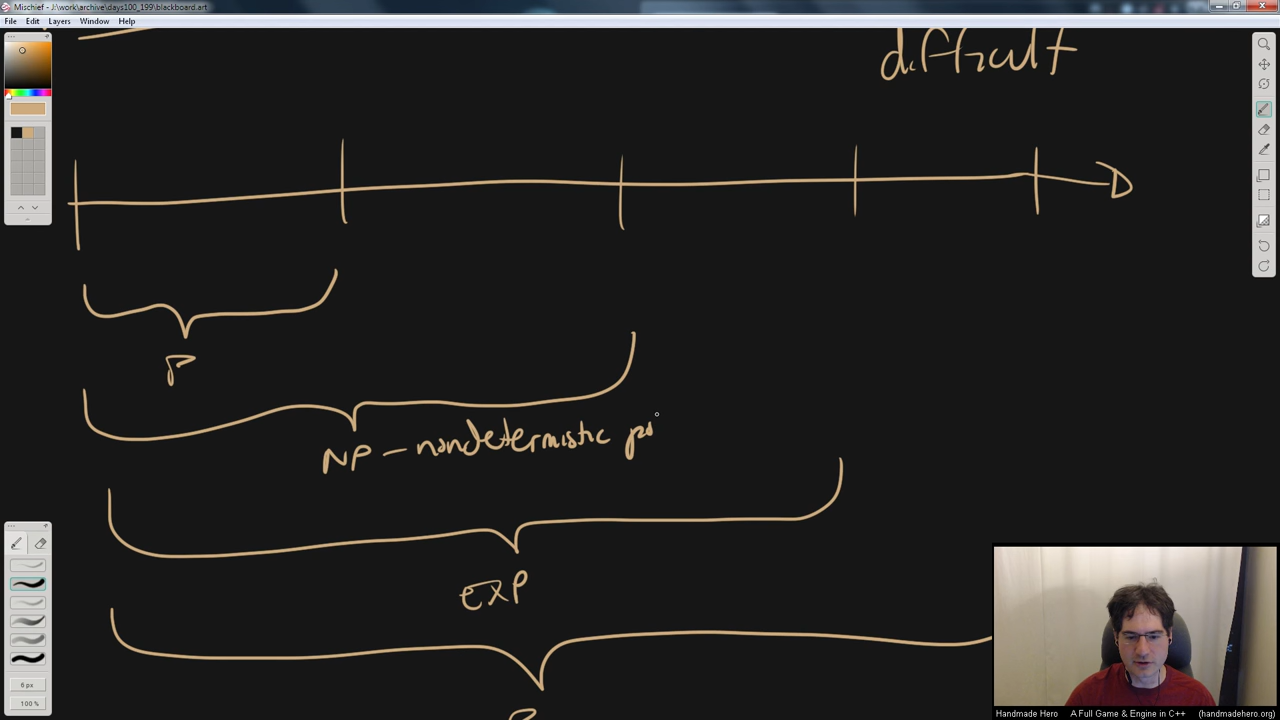 Mischief - J:\work\archive\days100_199\blackboard.art
File Edit Layers Window Help
difficult
P
NP - nondetermistic po
EXP
6 px
100 %
Handmade Hero A Full Game & Engine in C++ (handmadehero.org)